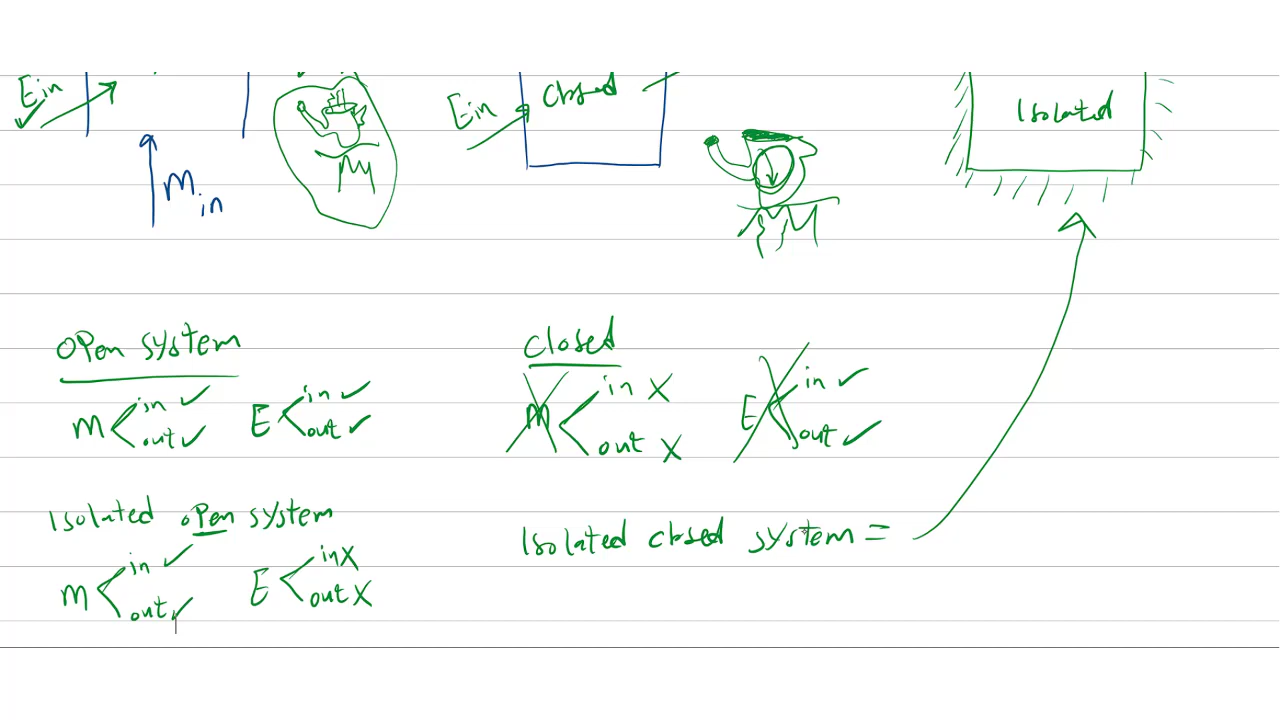 Ein
Min
Ein
Closed
Isolated
Open system
M in ✓ out ✓
E in ✓ out ✓
Closed
M in X out X
E in ✓ out ✓
Isolated open system
M in ✓ out ✓
E in X out X
Isolated closed system =